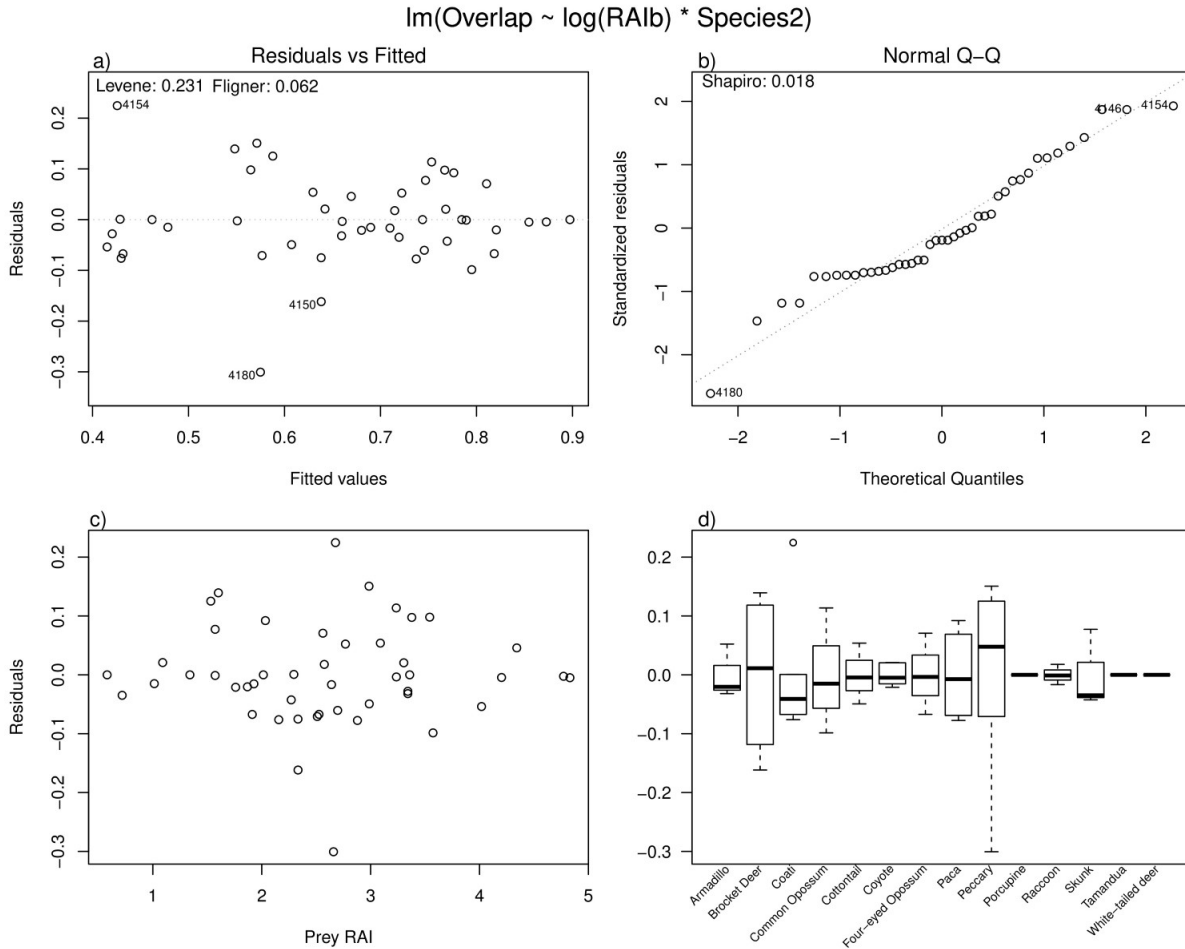 lm(Overlap ~ log(RAIb) * Species2)
a)
Residuals vs Fitted
Levene: 0.231 Fligner: 0.062
4154
4150
4180
0.2
0.1
0.0
−0.1
−0.2
−0.3
Residuals
0.4 0.5 0.6 0.7 0.8 0.9
Fitted values
b)
Normal Q−Q
Shapiro: 0.018
4146
4154
4180
2
1
0
−1
−2
Standardized residuals
−2 −1 0 1 2
Theoretical Quantiles
c)
0.2
0.1
0.0
−0.1
−0.2
−0.3
Residuals
1 2 3 4 5
Prey RAI
d)
0.2
0.1
0.0
−0.1
−0.2
−0.3
Armadillo
Brocket Deer
Coati
Common Opossum
Cottontail
Coyote
Four−eyed Opossum
Paca
Peccary
Porcupine
Raccoon
Skunk
Tamandua
White−tailed deer